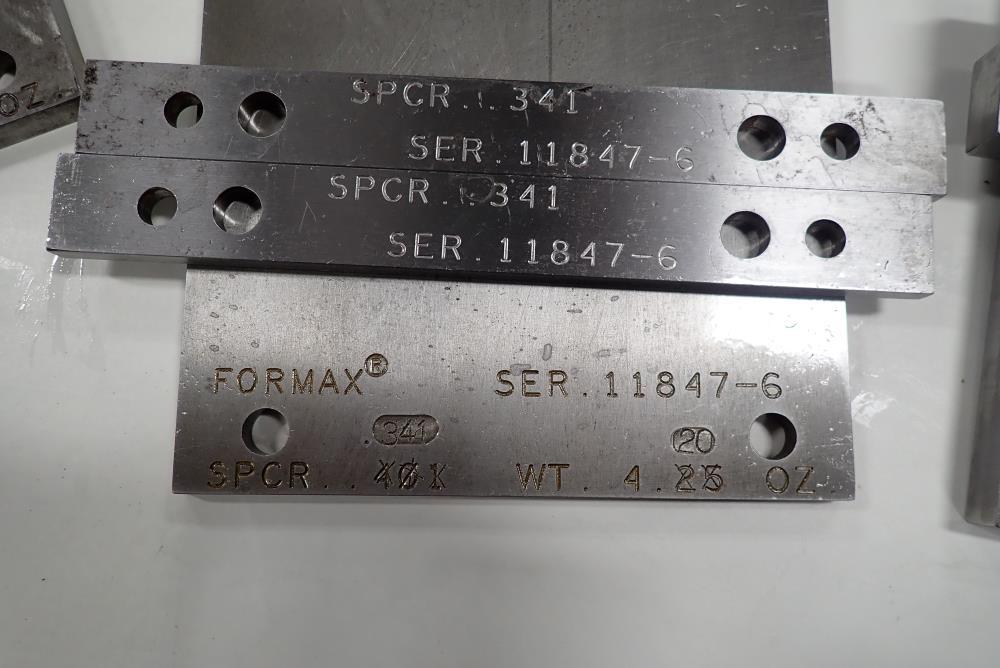 OZ
SPCR. .341
SER. 11847-6
SPCR. .341
SER. 11847-6
FORMAX® SER. 11847-6
.341 20
SPCR. .401 WT. 4.25 OZ.